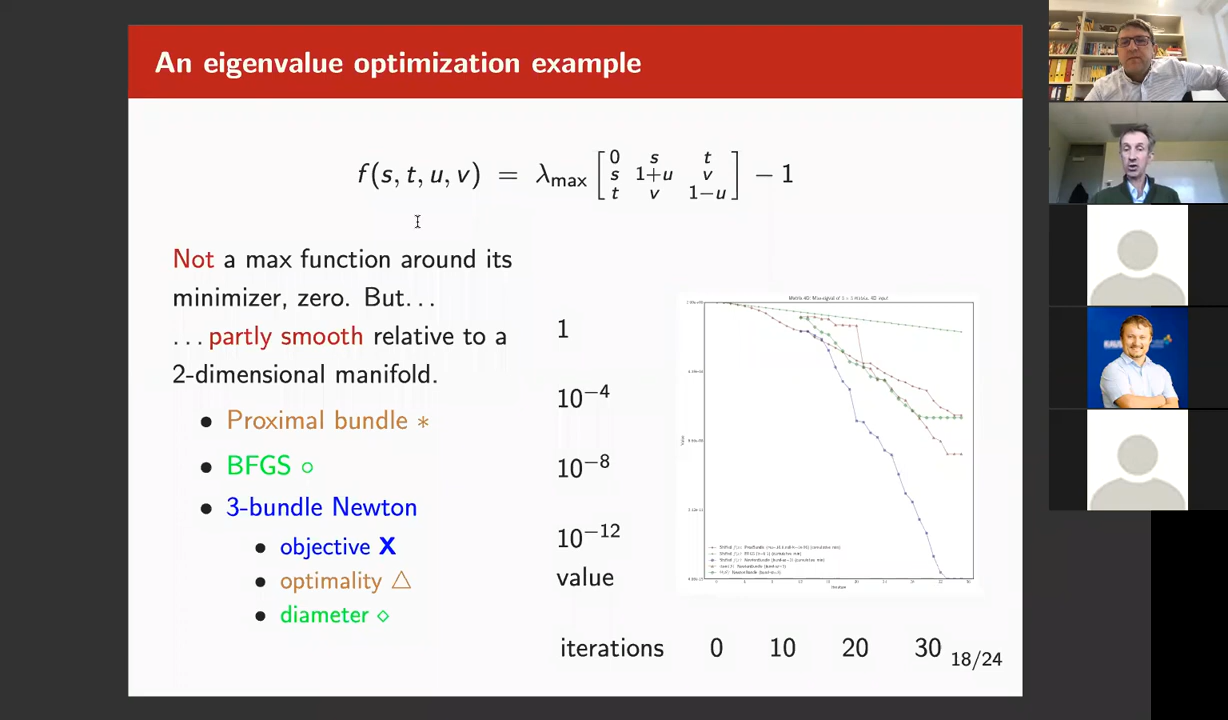 An eigenvalue optimization example
f(s, t, u, v) = λmax [ 0 s t
s 1+u v
t v 1−u ] − 1
Not a max function around its
minimizer, zero. But...
...partly smooth relative to a
2-dimensional manifold.
• Proximal bundle ∗
• BFGS ○
• 3-bundle Newton
• objective X
• optimality △
• diameter ◇
1
10⁻⁴
10⁻⁸
10⁻¹²
value
iterations 0 10 20 30
18/24